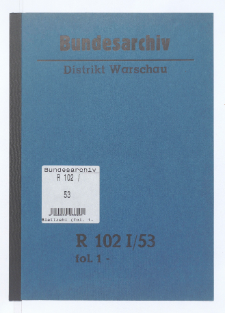 Bundesarchiv
Distrikt Warschau
Bundesarchiv
R 102 I
53
R 102 I/53
fol. 1 -